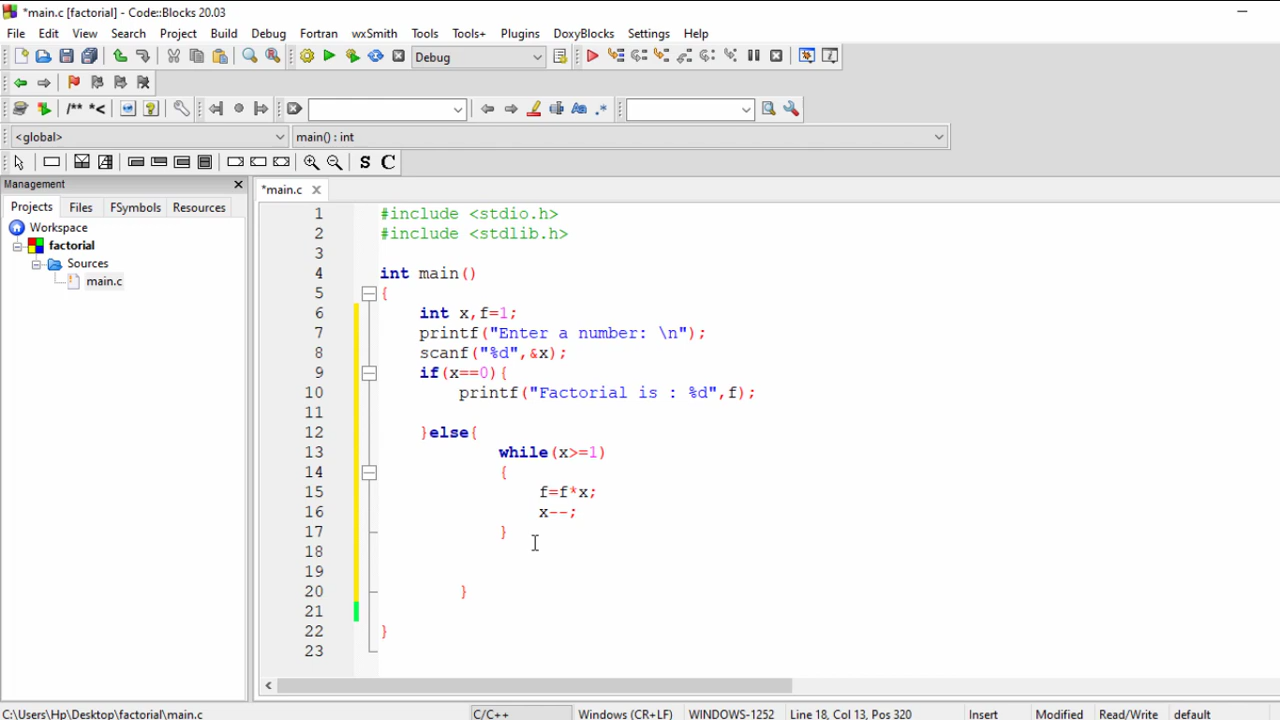 *main.c [factorial] - Code::Blocks 20.03
File Edit View Search Project Build Debug Fortran wxSmith Tools Tools+ Plugins DoxyBlocks Settings Help
Debug
/** *<
<global> main() : int
S C
Management
Projects Files FSymbols Resources
Workspace
factorial
Sources
main.c
*main.c
1 #include <stdio.h>
2 #include <stdlib.h>
3
4 int main()
5 {
6 int x,f=1;
7 printf("Enter a number: \n");
8 scanf("%d",&x);
9 if(x==0){
10 printf("Factorial is : %d",f);
11
12 }else{
13 while(x>=1)
14 {
15 f=f*x;
16 x--;
17 }
18
19
20 }
21
22 }
23
C:\Users\Hp\Desktop\factorial\main.c C/C++ Windows (CR+LF) WINDOWS-1252 Line 18, Col 13, Pos 320 Insert Modified Read/Write default